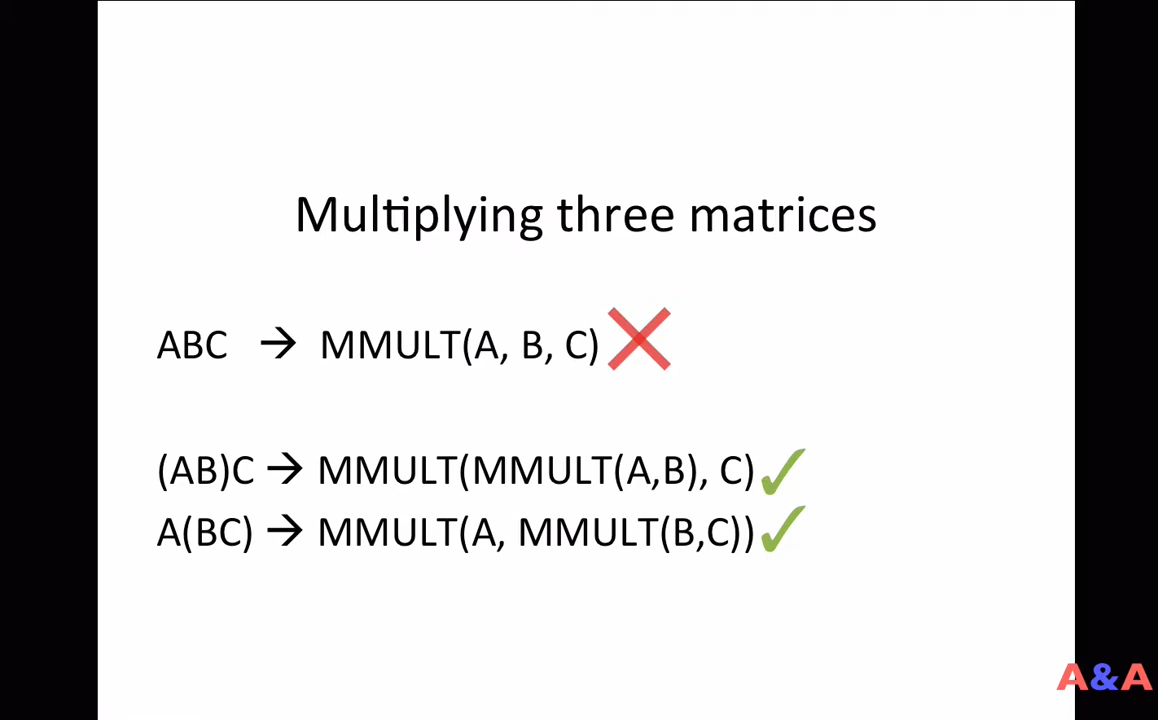 Multiplying three matrices
ABC → MMULT(A, B, C)
(AB)C → MMULT(MMULT(A,B), C)
A(BC) → MMULT(A, MMULT(B,C))
A&A